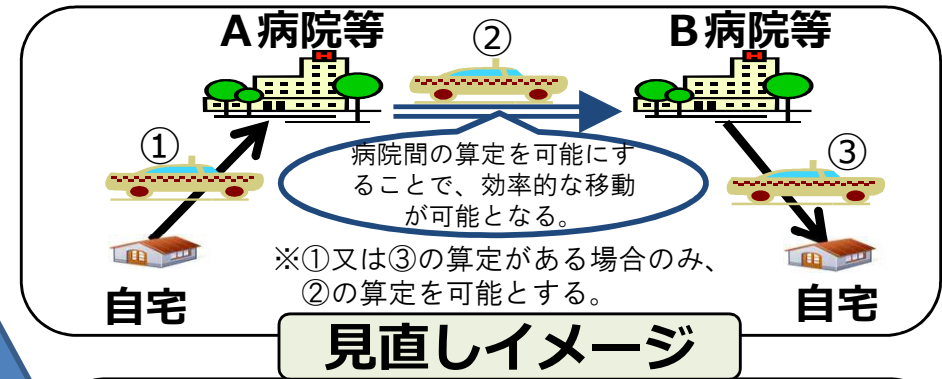 A病院等
②
B病院等
①
③
病院間の算定を可能にす
ることで、効率的な移動
が可能となる。
※①又は③の算定がある場合のみ、
②の算定を可能とする。
自宅
自宅
見直しイメージ